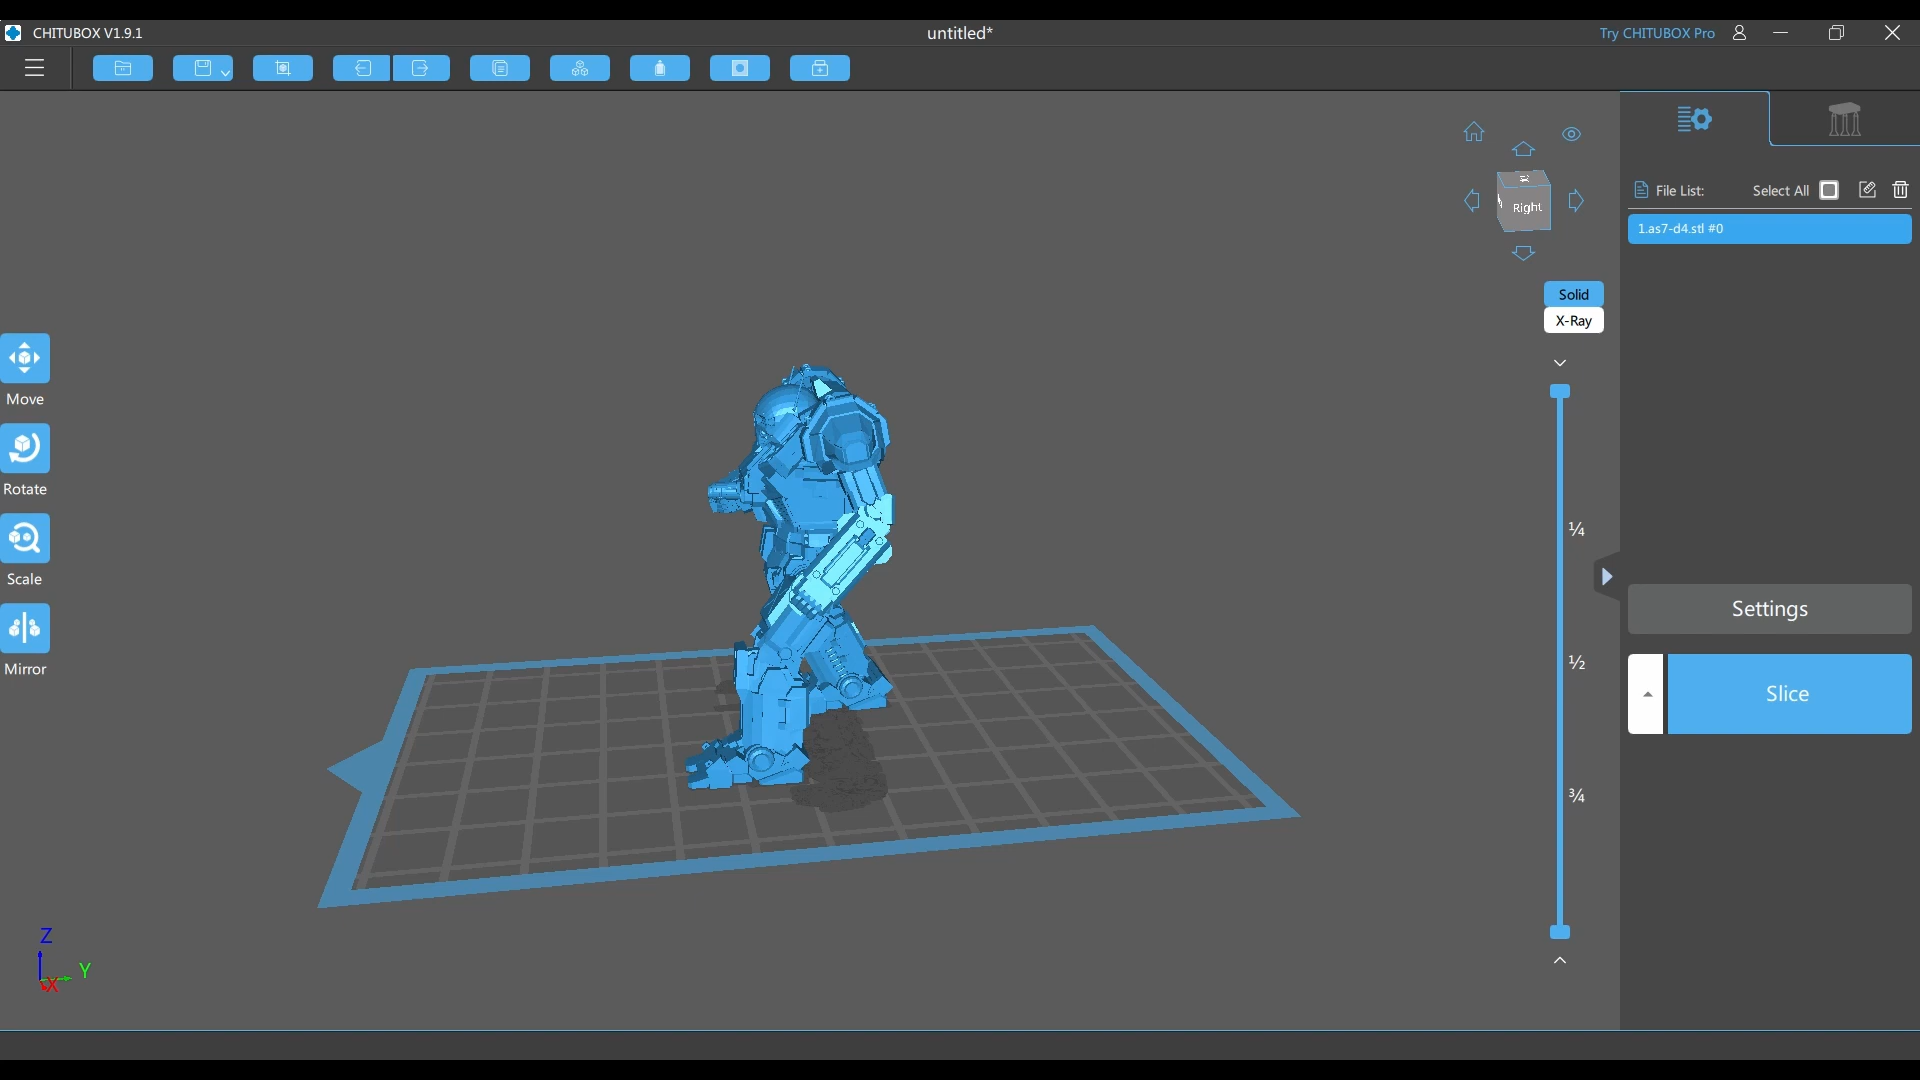 CHITUBOX V1.9.1
untitled*
Try CHITUBOX Pro
File List:
Select All
1.as7-d4.stl #0
Right
Solid
X-Ray
Move
Rotate
Scale
Mirror
¼
½
¾
Settings
Slice
Z
Y
X